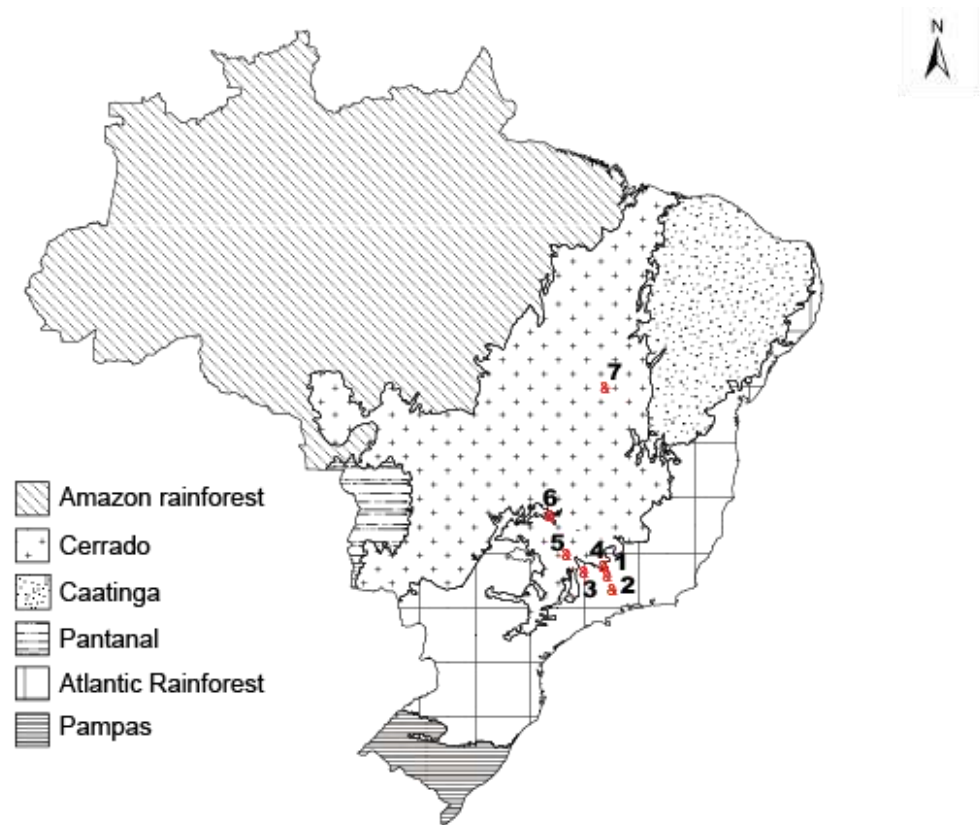 N
7
6
5
4
1
3
2
Amazon rainforest
Cerrado
Caatinga
Pantanal
Atlantic Rainforest
Pampas